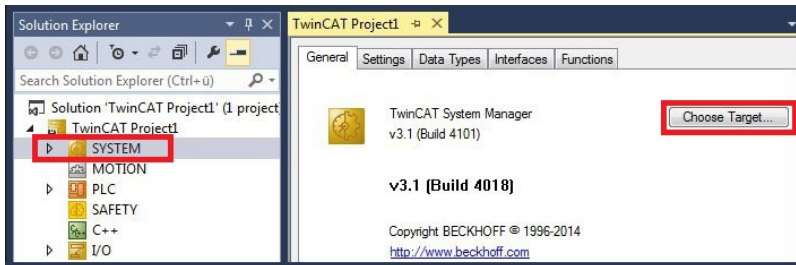 Solution Explorer
Search Solution Explorer (Ctrl+ü)
Solution 'TwinCAT Project1' (1 project
TwinCAT Project1
SYSTEM
MOTION
PLC
SAFETY
C++
I/O
TwinCAT Project1
General Settings Data Types Interfaces Functions
TwinCAT System Manager
v3.1 (Build 4101)
Choose Target...
v3.1 (Build 4018)
Copyright BECKHOFF © 1996-2014
http://www.beckhoff.com